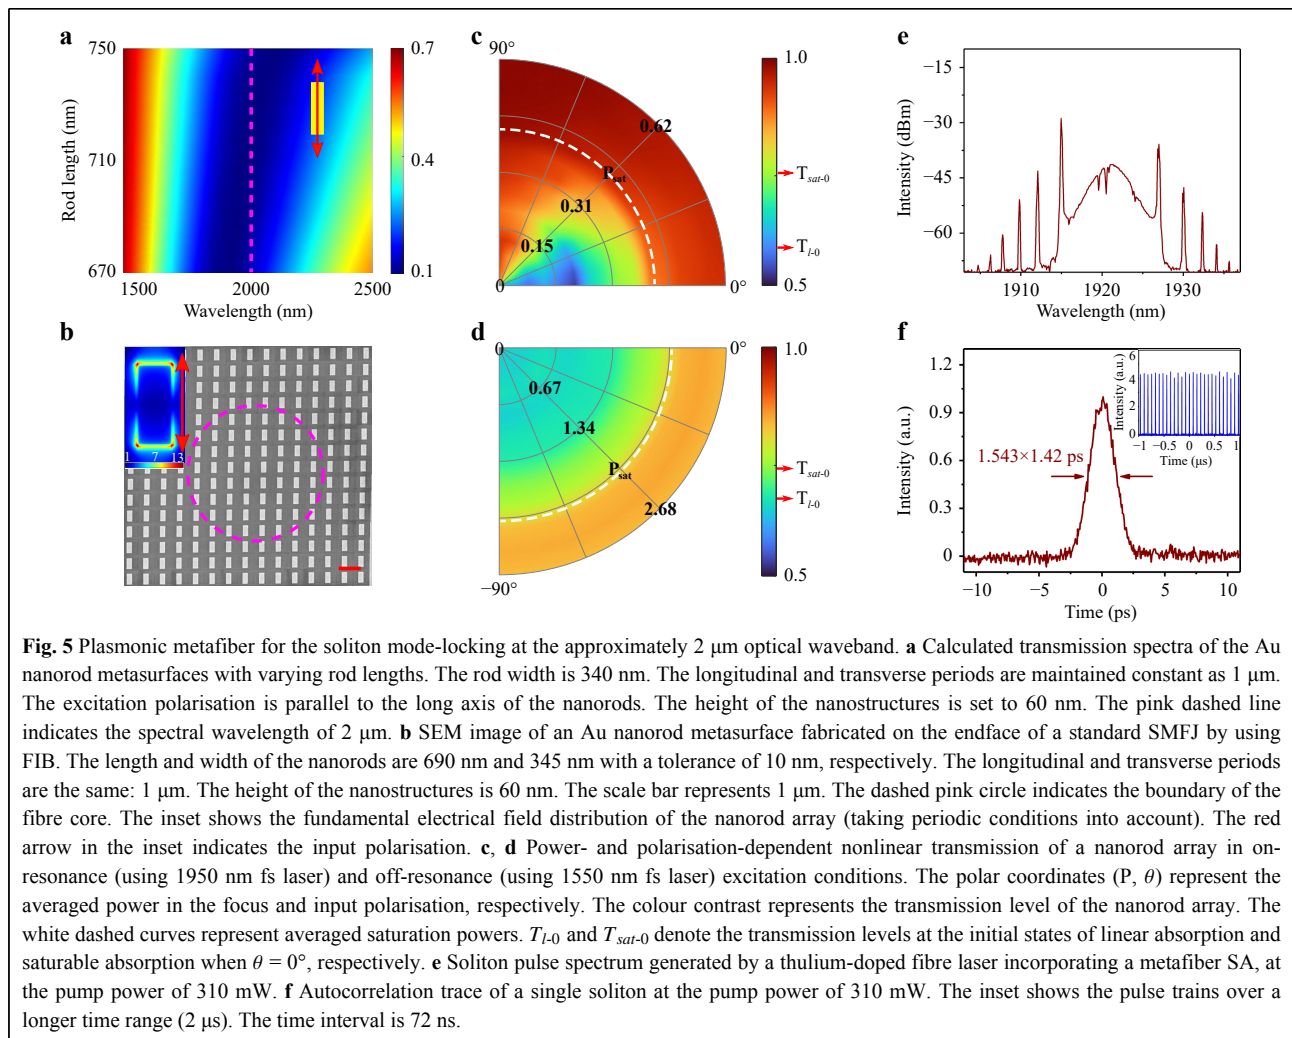 a
750
710
670
Rod length (nm)
1500
2000
2500
Wavelength (nm)
0.7
0.4
0.1
b
1
7
13
c
90°
0.62
P_sat
0.31
0.15
0
0°
1.0
T_sat-0
T_l-0
0.5
d
0
0°
0.67
1.34
P_sat
2.68
−90°
1.0
T_sat-0
T_l-0
0.5
e
−15
−30
−45
−60
Intensity (dBm)
1910
1920
1930
Wavelength (nm)
f
1.2
0.9
0.6
0.3
0
Intensity (a.u.)
1.543×1.42 ps
−10
−5
0
5
10
Time (ps)
6
4
2
0
Intensity (a.u.)
−1
−0.5
0
0.5
1
Time (μs)
Fig. 5 Plasmonic metafiber for the soliton mode-locking at the approximately 2 μm optical waveband. a Calculated transmission spectra of the Au
nanorod metasurfaces with varying rod lengths. The rod width is 340 nm. The longitudinal and transverse periods are maintained constant as 1 μm.
The excitation polarisation is parallel to the long axis of the nanorods. The height of the nanostructures is set to 60 nm. The pink dashed line
indicates the spectral wavelength of 2 μm. b SEM image of an Au nanorod metasurface fabricated on the endface of a standard SMFJ by using
FIB. The length and width of the nanorods are 690 nm and 345 nm with a tolerance of 10 nm, respectively. The longitudinal and transverse periods
are the same: 1 μm. The height of the nanostructures is 60 nm. The scale bar represents 1 μm. The dashed pink circle indicates the boundary of the
fibre core. The inset shows the fundamental electrical field distribution of the nanorod array (taking periodic conditions into account). The red
arrow in the inset indicates the input polarisation. c, d Power- and polarisation-dependent nonlinear transmission of a nanorod array in on-
resonance (using 1950 nm fs laser) and off-resonance (using 1550 nm fs laser) excitation conditions. The polar coordinates (P, θ) represent the
averaged power in the focus and input polarisation, respectively. The colour contrast represents the transmission level of the nanorod array. The
white dashed curves represent averaged saturation powers. T_l-0 and T_sat-0 denote the transmission levels at the initial states of linear absorption and
saturable absorption when θ = 0°, respectively. e Soliton pulse spectrum generated by a thulium-doped fibre laser incorporating a metafiber SA, at
the pump power of 310 mW. f Autocorrelation trace of a single soliton at the pump power of 310 mW. The inset shows the pulse trains over a
longer time range (2 μs). The time interval is 72 ns.